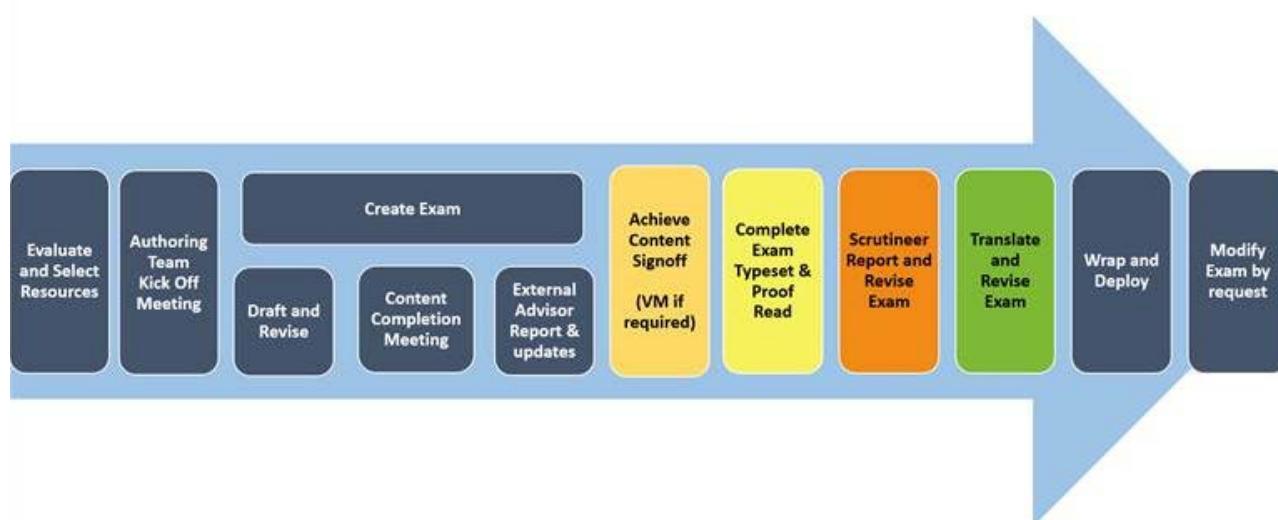 Evaluate
and Select
Resources
Authoring
Team
Kick Off
Meeting
Create Exam
Draft and
Revise
Content
Completion
Meeting
External
Advisor
Report &
updates
Achieve
Content
Signoff
(VM if
required)
Complete
Exam
Typeset &
Proof
Read
Scrutineer
Report and
Revise
Exam
Translate
and
Revise
Exam
Wrap and
Deploy
Modify
Exam by
request